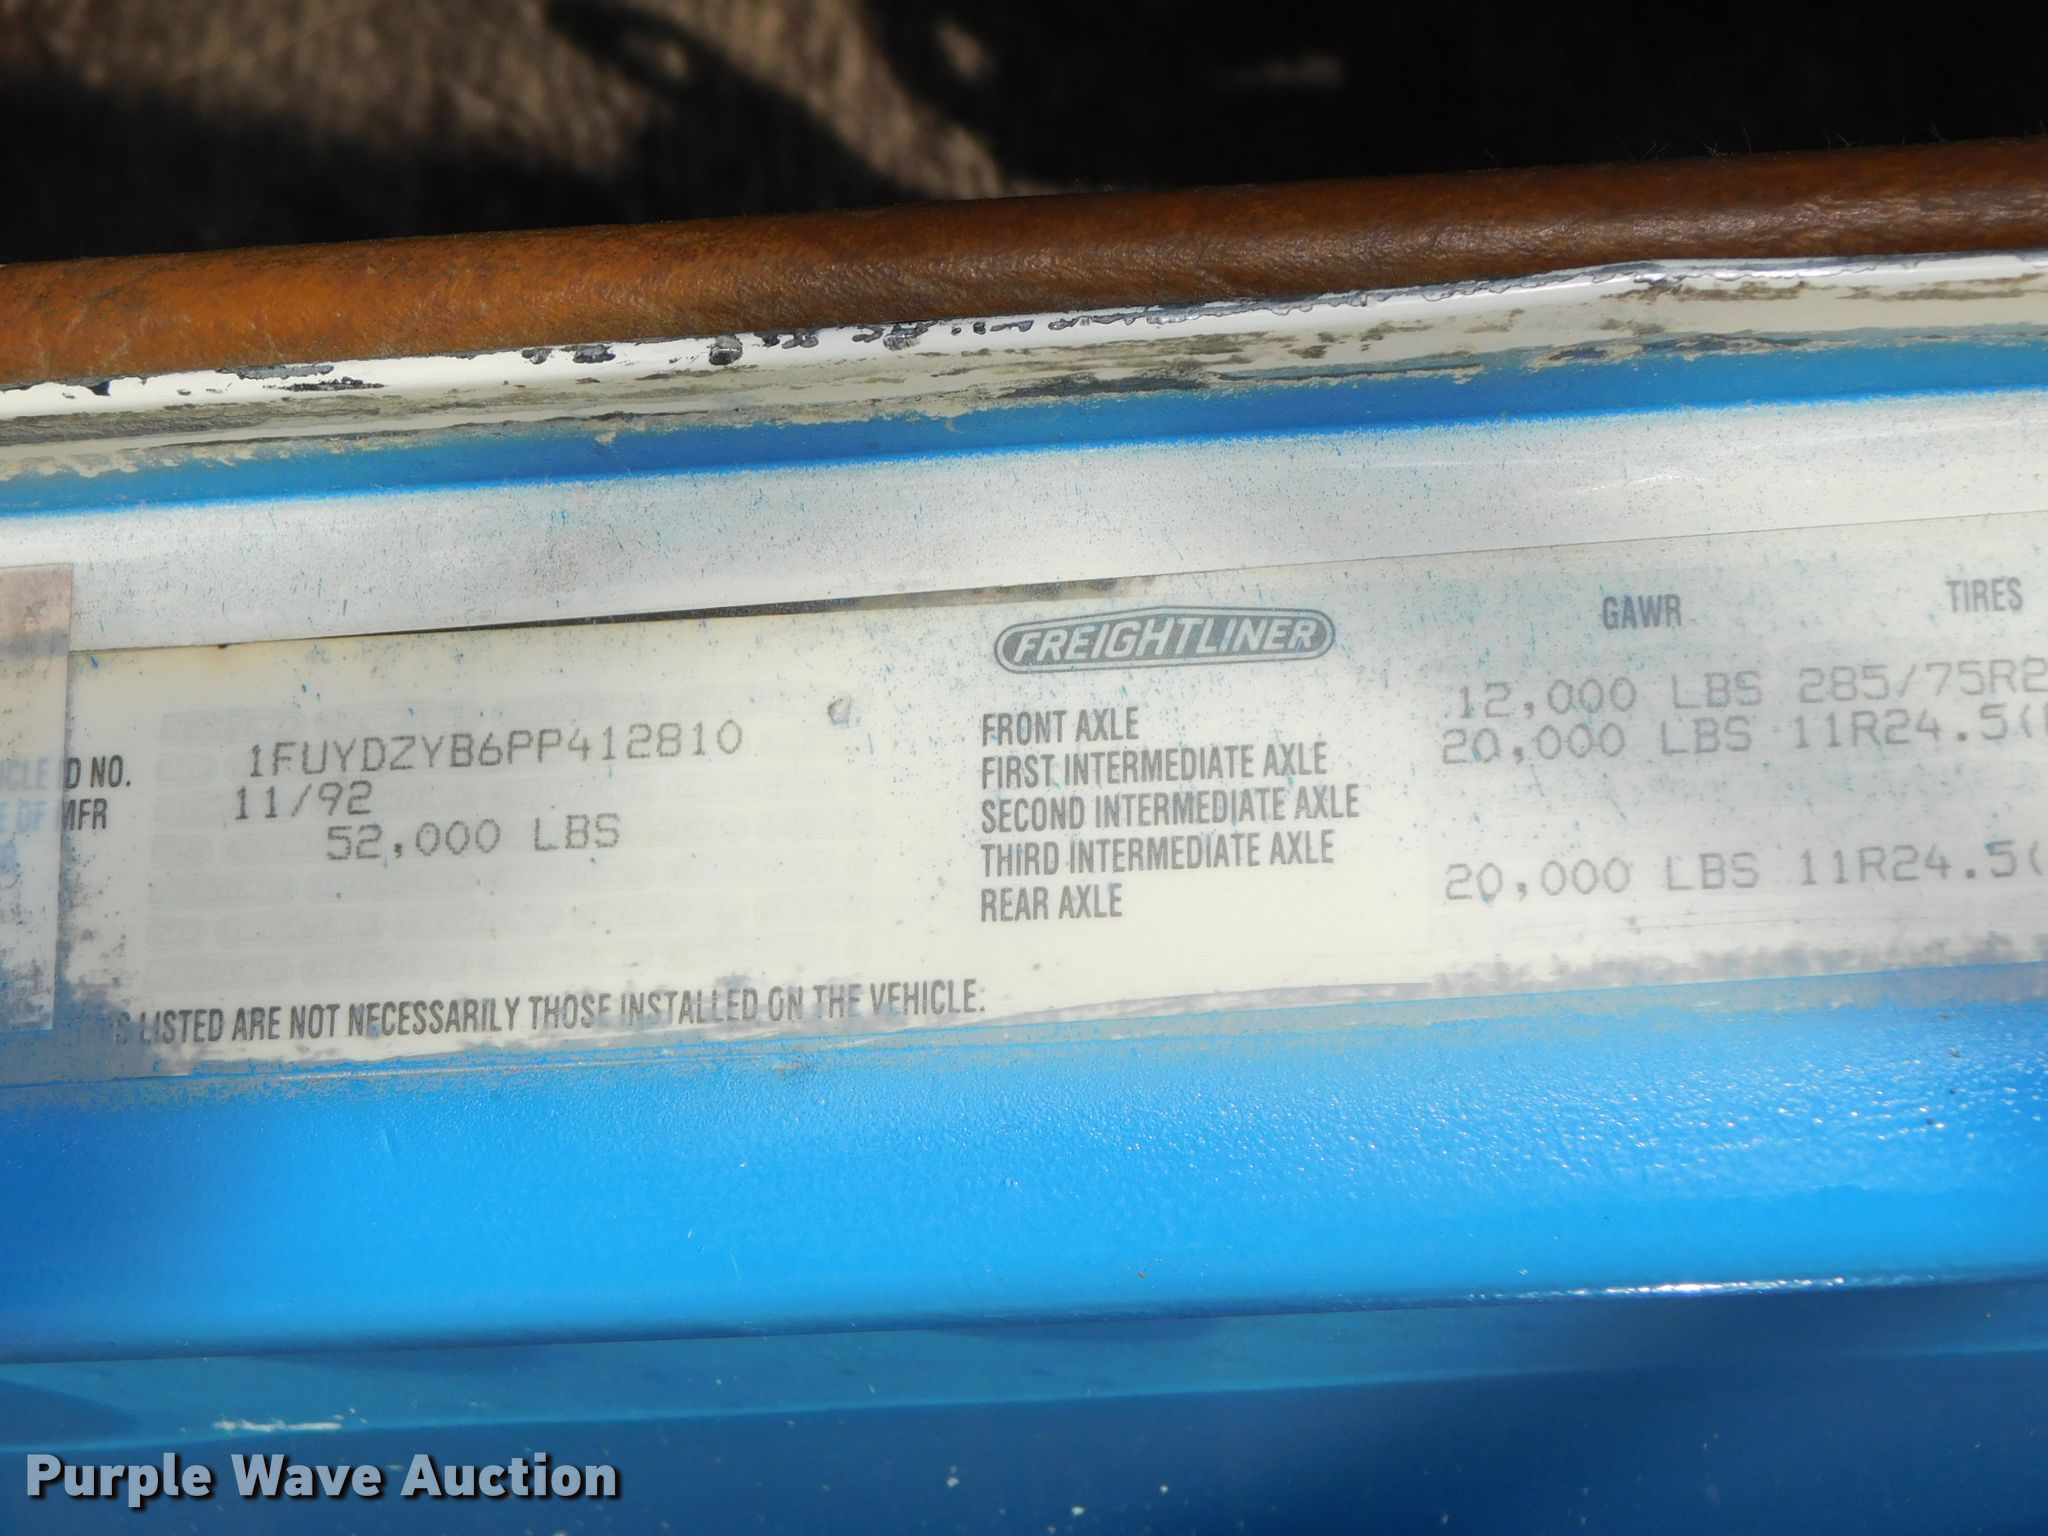 FREIGHTLINER
GAWR TIRES
D NO. 1FUYDZYB6PP412810
E OF MFR 11/92
52,000 LBS
FRONT AXLE 12,000 LBS 285/75R2
FIRST INTERMEDIATE AXLE 20,000 LBS 11R24.5(
SECOND INTERMEDIATE AXLE
THIRD INTERMEDIATE AXLE
REAR AXLE 20,000 LBS 11R24.5(
LISTED ARE NOT NECESSARILY THOSE INSTALLED ON THE VEHICLE.
Purple Wave Auction